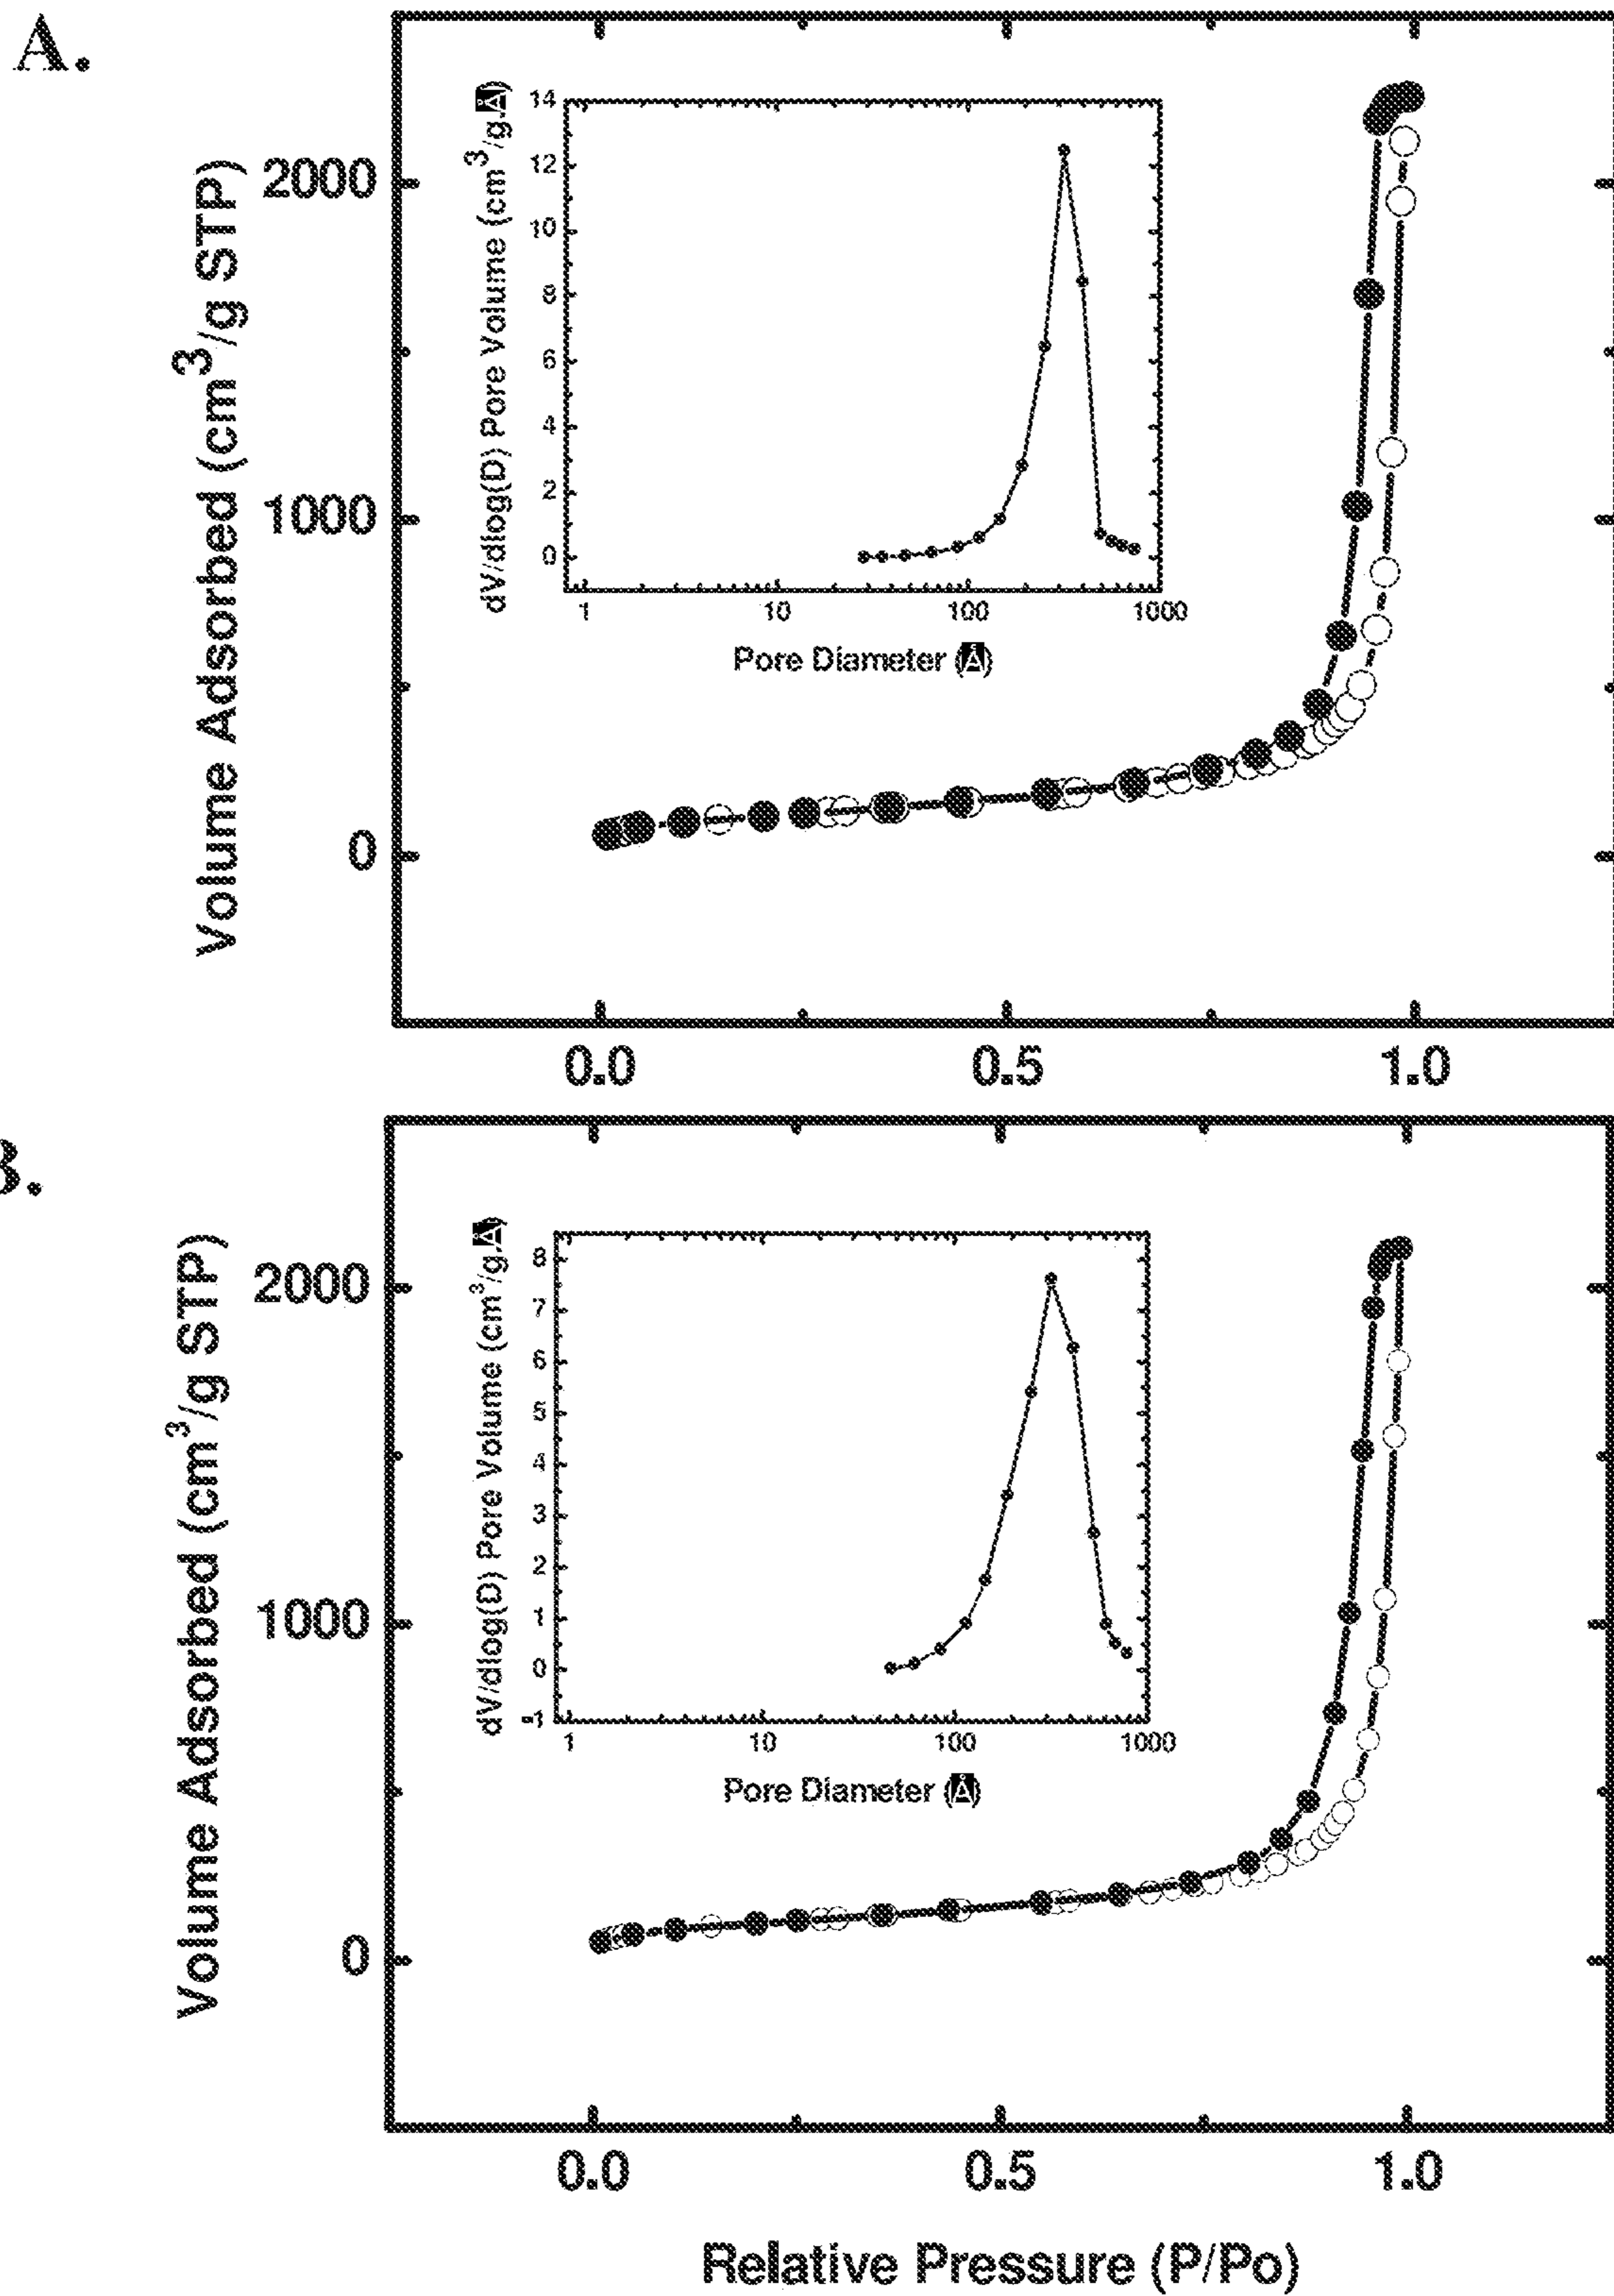 A.
Volume Adsorbed (cm³/g STP)
2000
1000
0
dV/dlog(D) Pore Volume (cm³/g.Å)
14
12
10
8
6
4
2
0
1 10 100 1000
Pore Diameter (Å)
0.0 0.5 1.0
B.
Volume Adsorbed (cm³/g STP)
2000
1000
0
dV/dlog(D) Pore Volume (cm³/g.Å)
8
7
6
5
4
3
2
1
0
-1
1 10 100 1000
Pore Diameter (Å)
0.0 0.5 1.0
Relative Pressure (P/Po)